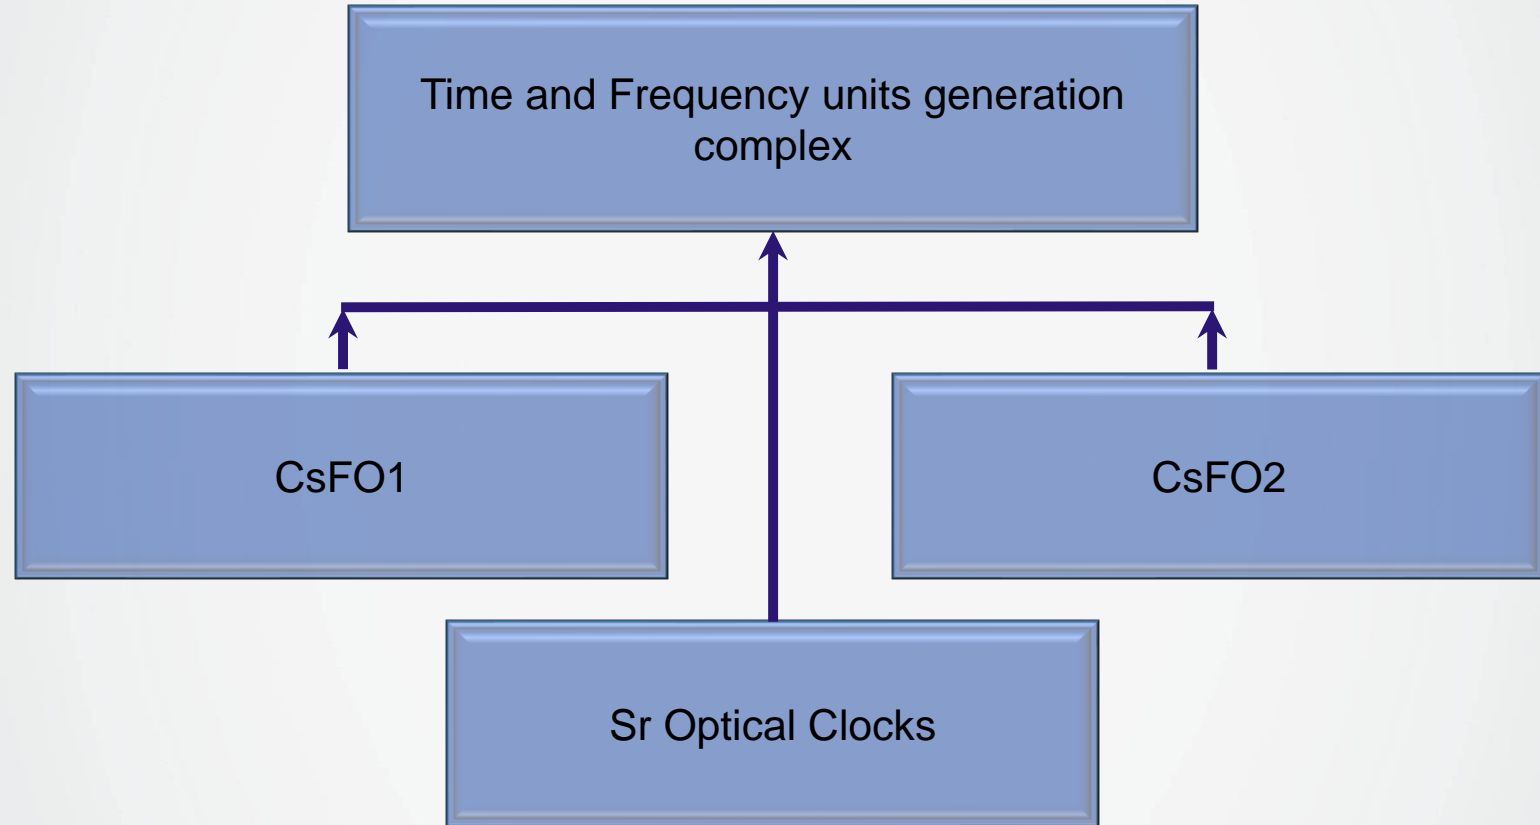 Time and Frequency units generation
complex
CsFO1
CsFO2
Sr Optical Clocks